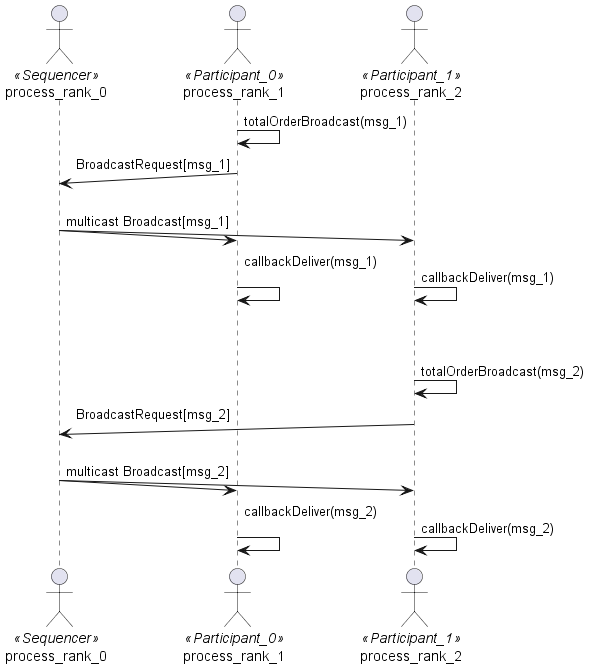 «Sequencer» «Participant_0» «Participant_1»
process_rank_0 process_rank_1 process_rank_2
totalOrderBroadcast(msg_1)
BroadcastRequest[msg_1]
multicast Broadcast[msg_1]
callbackDeliver(msg_1)
callbackDeliver(msg_1)
totalOrderBroadcast(msg_2)
BroadcastRequest[msg_2]
multicast Broadcast[msg_2]
callbackDeliver(msg_2)
callbackDeliver(msg_2)
«Sequencer» «Participant_0» «Participant_1»
process_rank_0 process_rank_1 process_rank_2